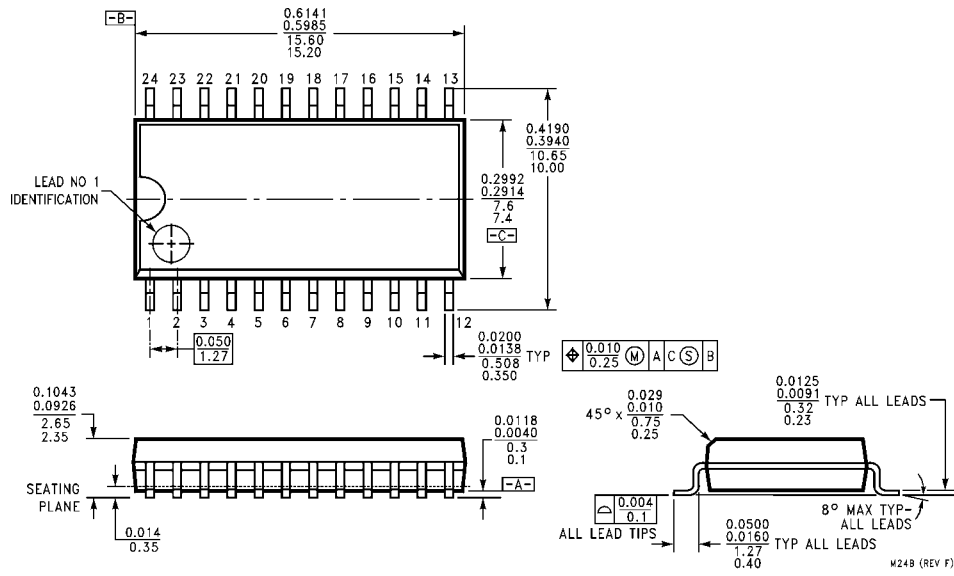 -B-
0.6141
0.5985
15.60
15.20
24 23 22 21 20 19 18 17 16 15 14 13
0.4190
0.3940
10.65
10.00
LEAD NO 1
IDENTIFICATION
0.2992
0.2914
7.6
7.4
-C-
1 2 3 4 5 6 7 8 9 10 11 12
0.050
1.27
0.0200
0.0138
0.508
0.350
TYP
⌖ 0.010 0.25 Ⓜ A C Ⓢ B
0.1043
0.0926
2.65
2.35
0.0118
0.0040
0.3
0.1
-A-
SEATING
PLANE
0.014
0.35
45° x
0.029
0.010
0.75
0.25
0.0125
0.0091
0.32
0.23
TYP ALL LEADS
0.004
0.1
ALL LEAD TIPS
0.0500
0.0160
1.27
0.40
TYP ALL LEADS
8° MAX TYP-
ALL LEADS
M24B (REV F)